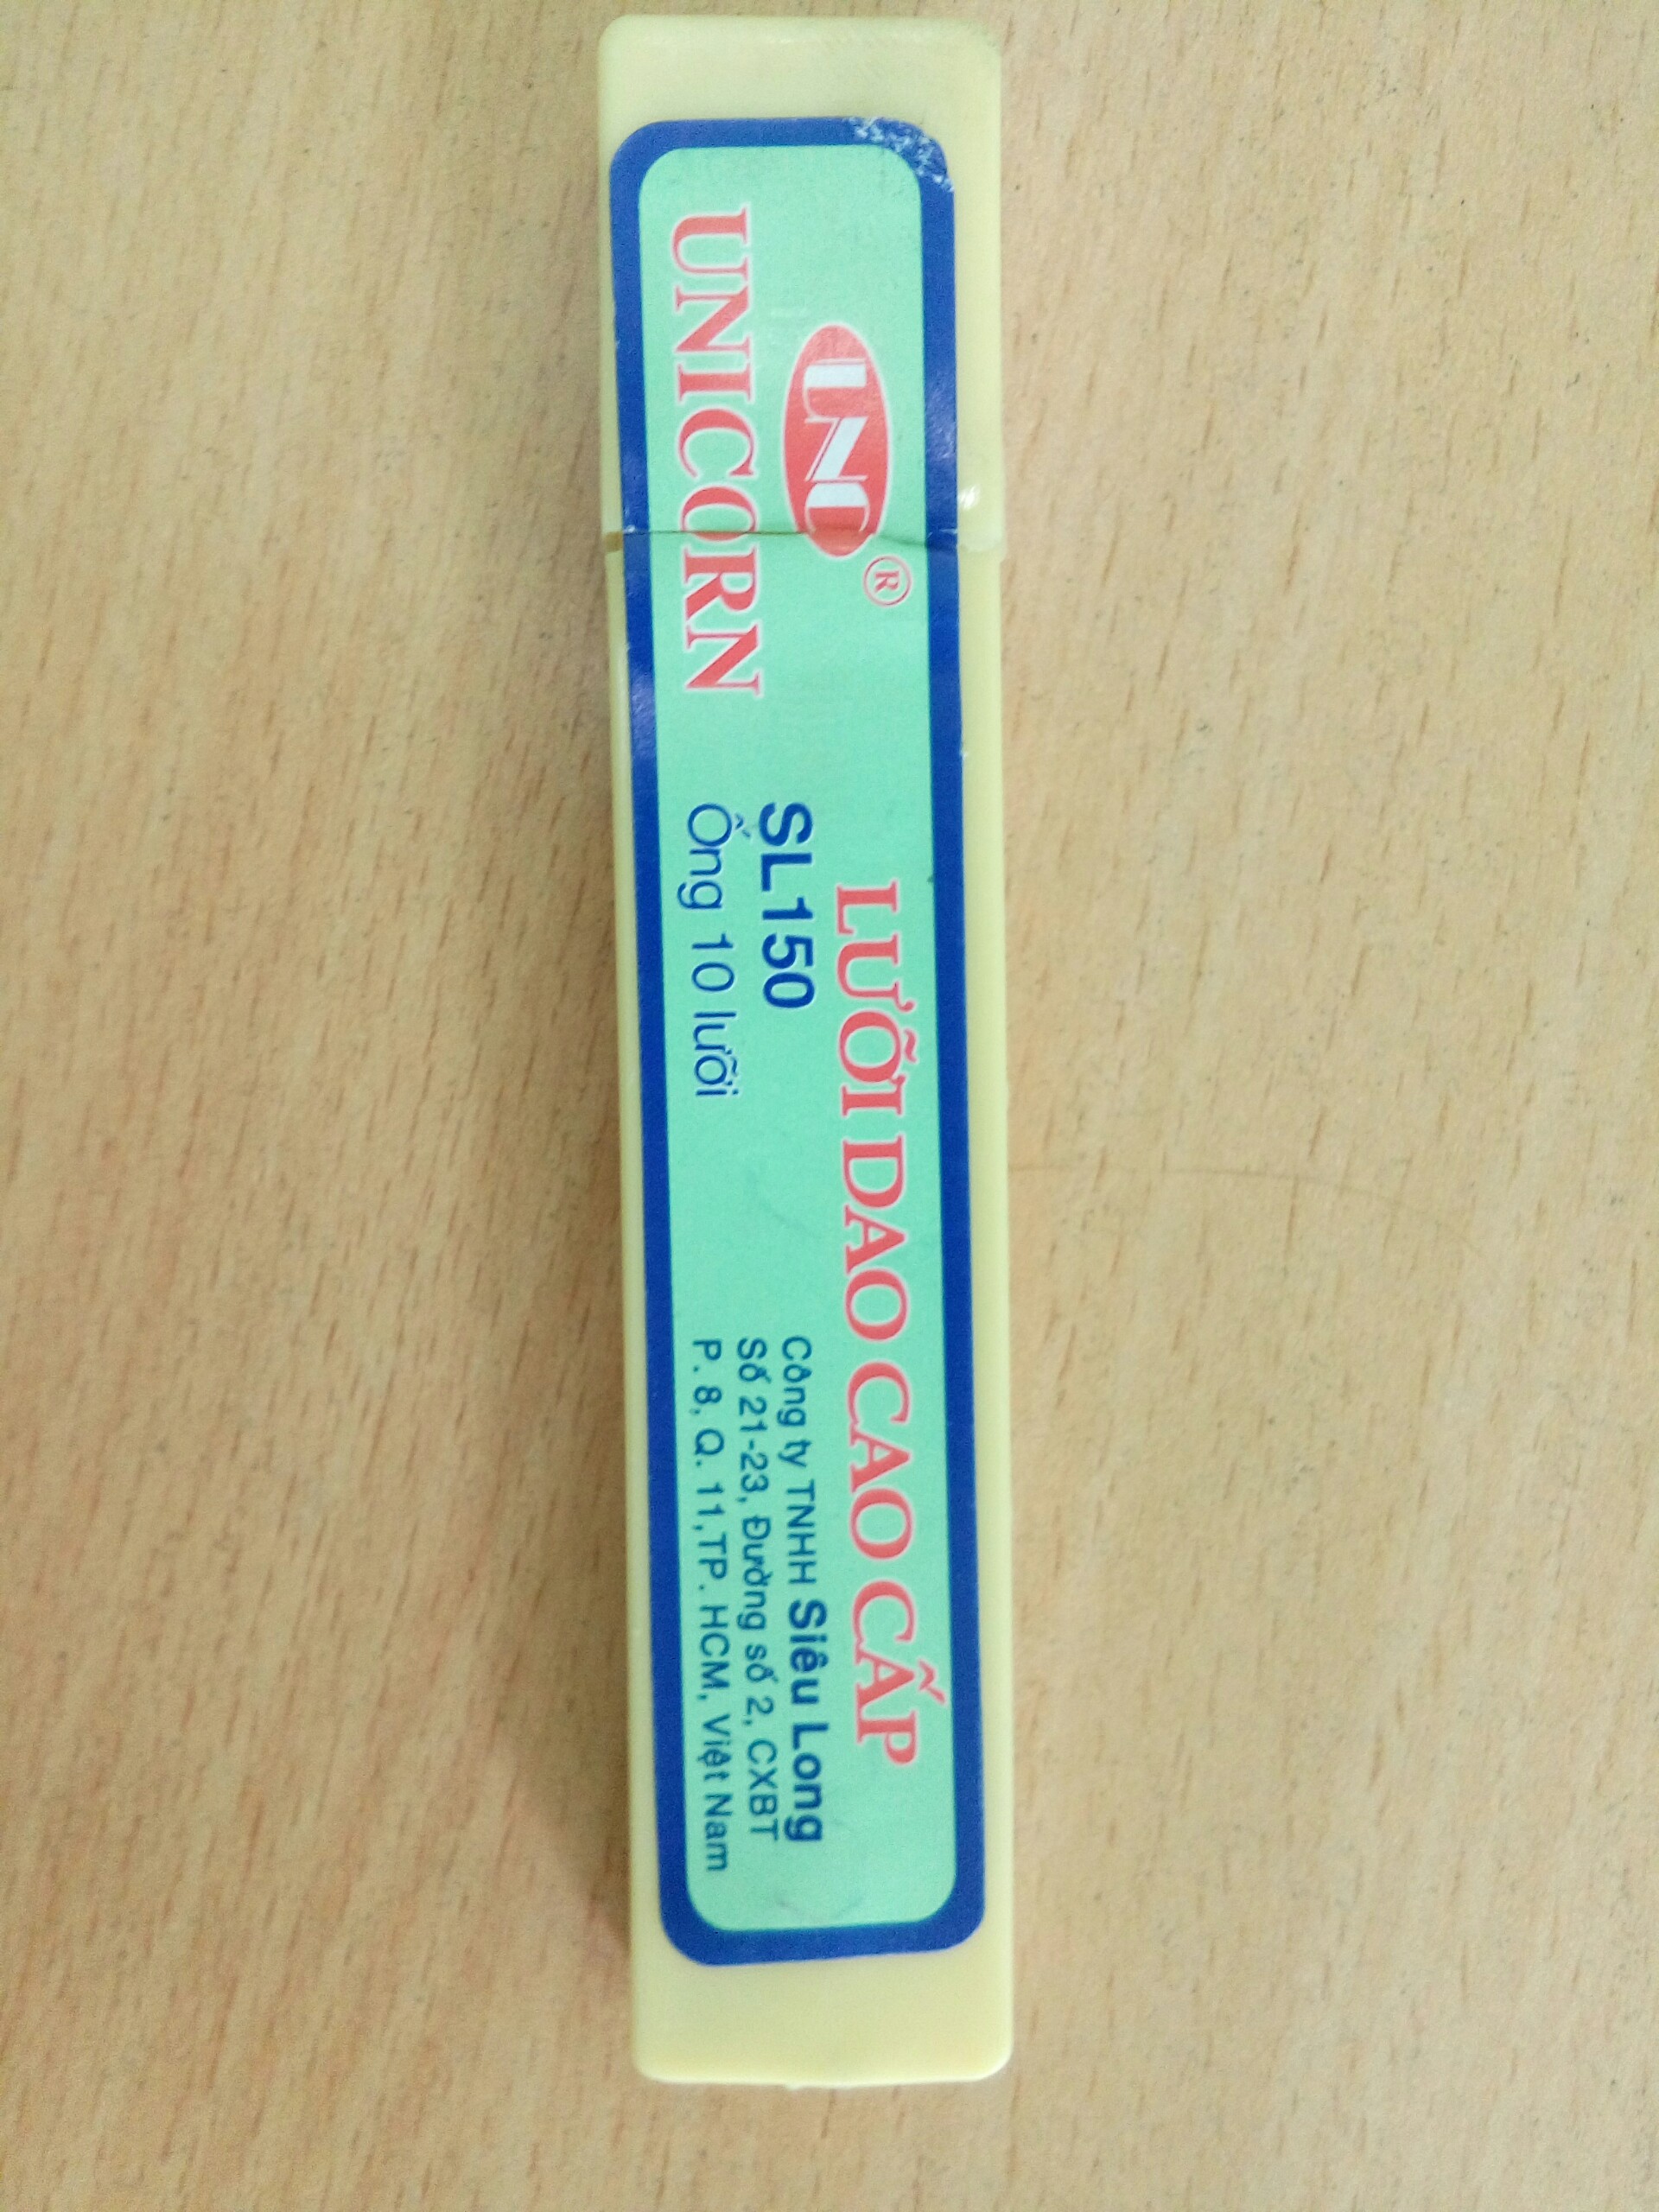 UNC®
UNICORN
LƯỠI DAO CAO CẤP
SL150
Ống 10 lưỡi
Công ty TNHH Siêu Long
Số 21-23, Đường số 2, CXBT
P. 8, Q. 11,TP. HCM, Việt Nam